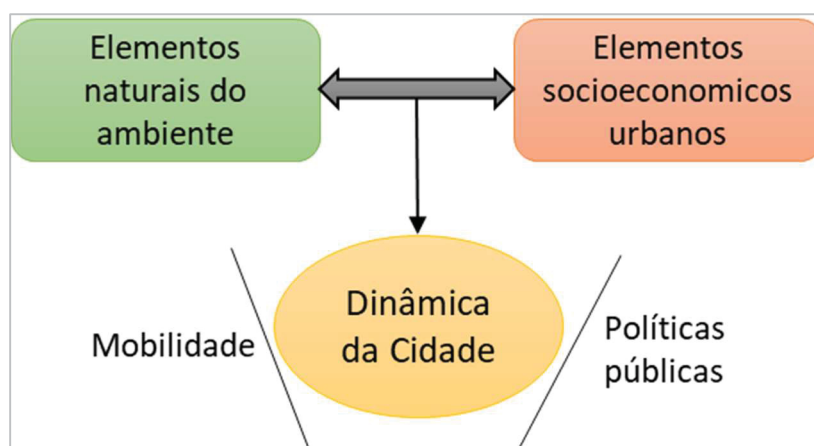 Elementos
naturais do
ambiente
Elementos
socioeconomicos
urbanos
Dinâmica
da Cidade
Mobilidade
Políticas
públicas